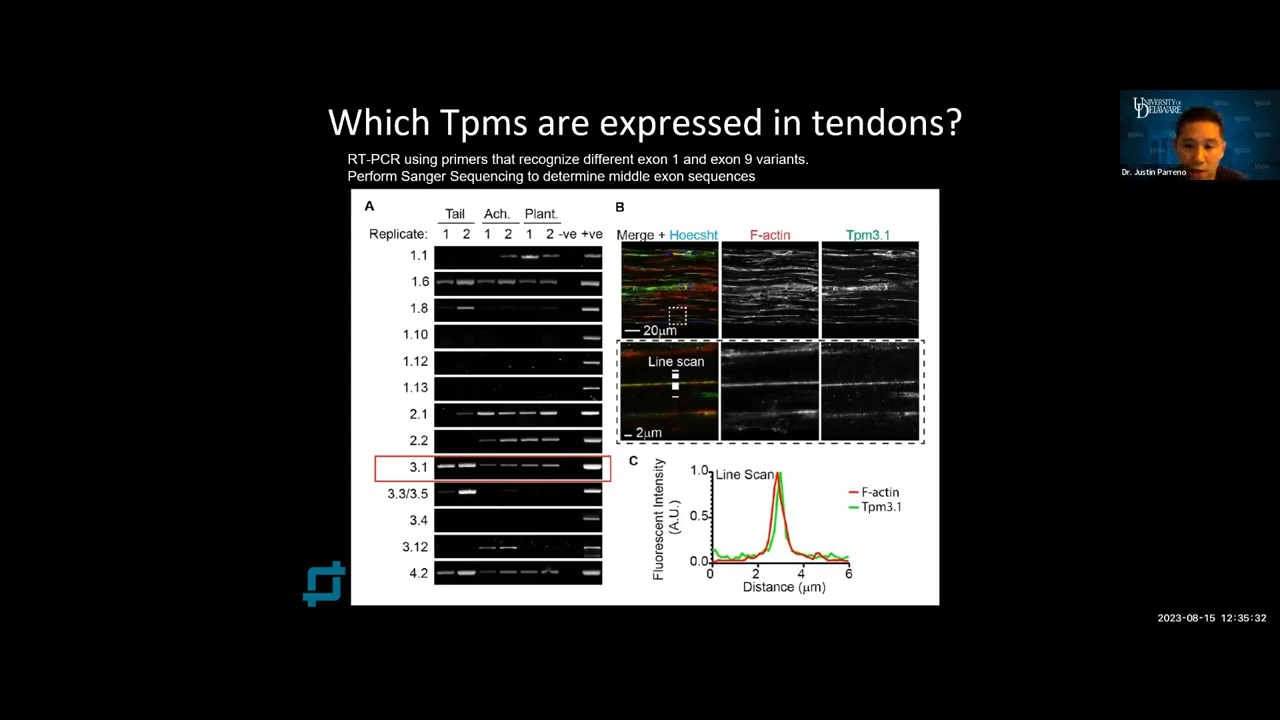 Which Tpms are expressed in tendons?
RT-PCR using primers that recognize different exon 1 and exon 9 variants.
Perform Sanger Sequencing to determine middle exon sequences
A
Tail Ach. Plant.
Replicate: 1 2 1 2 1 2 -ve +ve
1.1
1.6
1.8
1.10
1.12
1.13
2.1
2.2
3.1
3.3/3.5
3.4
3.12
4.2
B
Merge + Hoecsht F-actin Tpm3.1
20μm
Line scan
2μm
C
Fluorescent Intensity
(A.U.)
1.0
0.5
0.0
Line Scan
F-actin
Tpm3.1
0 2 4 6
Distance (μm)
UNIVERSITY OF
DELAWARE
Dr. Justin Parreno
2023-08-15 12:35:32